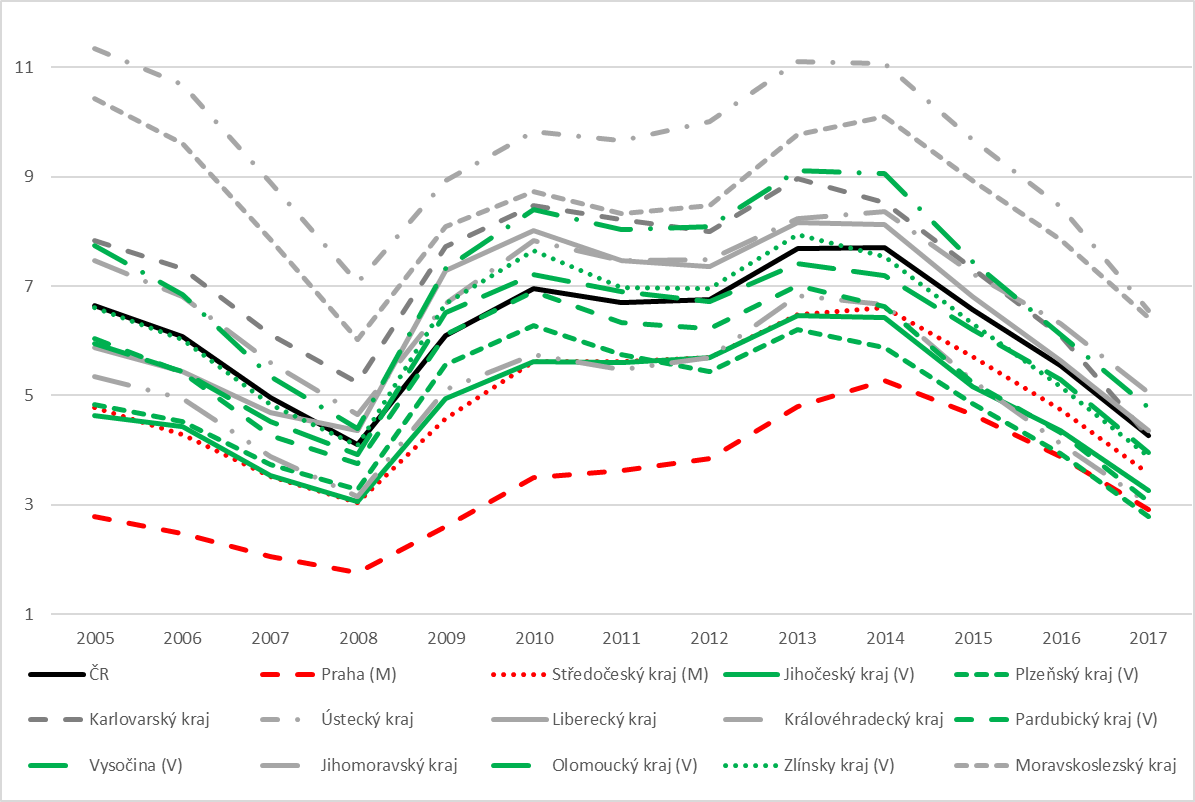 11
9
7
5
3
1
2005 2006 2007 2008 2009 2010 2011 2012 2013 2014 2015 2016 2017
ČR Praha (M) Středočeský kraj (M) Jihočeský kraj (V) Plzeňský kraj (V)
Karlovarský kraj Ústecký kraj Liberecký kraj Královéhradecký kraj Pardubický kraj (V)
Vysočina (V) Jihomoravský kraj Olomoucký kraj (V) Zlínsky kraj (V) Moravskoslezský kraj